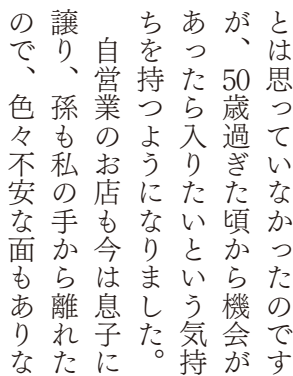 とは思っていなかったのです
が、50歳過ぎた頃から機会が
あったら入りたいという気持
ちを持つようになりました。
　自営業のお店も今は息子に
譲り、孫も私の手から離れた
ので、色々不安な面もありな